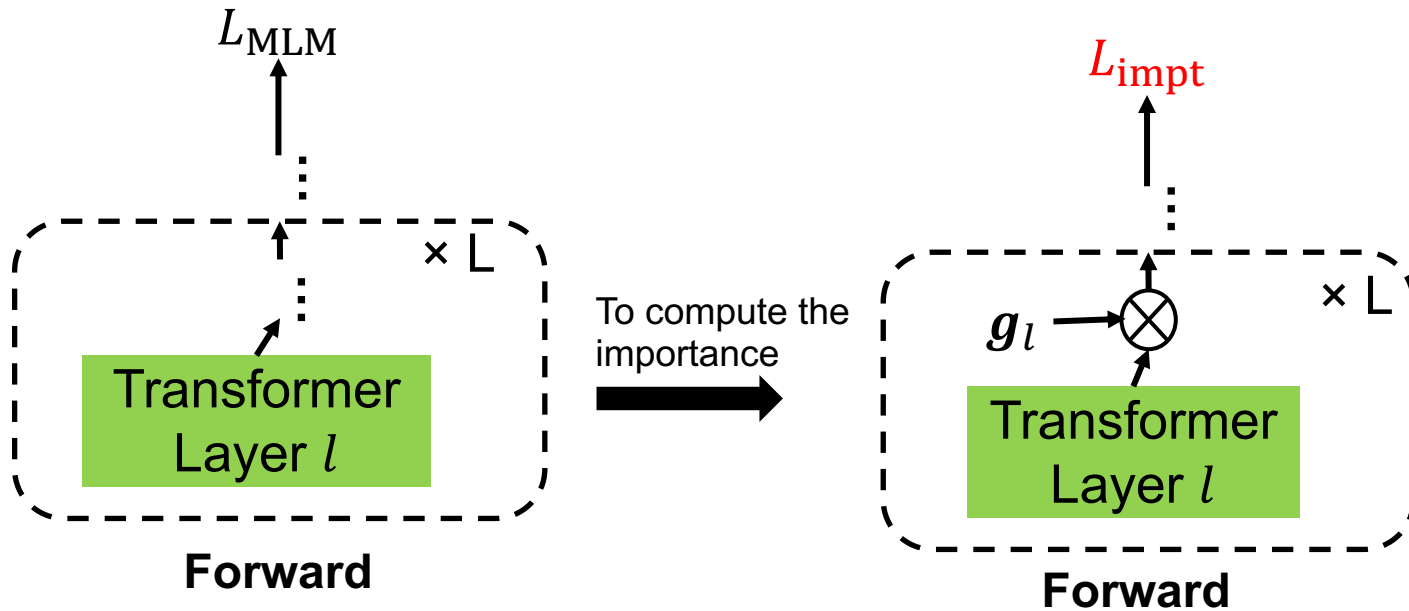 L_MLM
⋮
× L
⋮
Transformer
Layer l
Forward
To compute the
importance
L_impt
⋮
× L
g_l
Transformer
Layer l
Forward